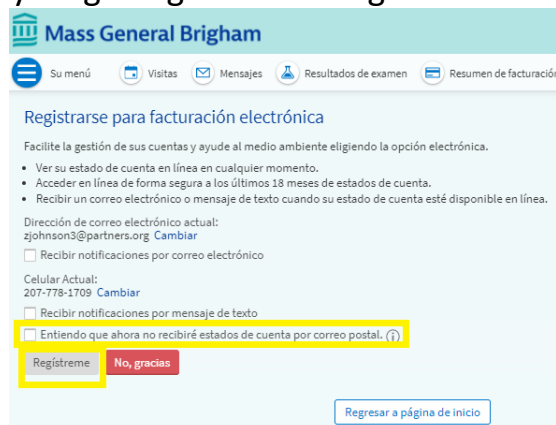 Mass General Brigham
Su menú Visitas Mensajes Resultados de examen Resumen de facturación
Registrarse para facturación electrónica
Facilite la gestión de sus cuentas y ayude al medio ambiente eligiendo la opción electrónica.
• Ver su estado de cuenta en línea en cualquier momento.
• Acceder en línea de forma segura a los últimos 18 meses de estados de cuenta.
• Recibir un correo electrónico o mensaje de texto cuando su estado de cuenta esté disponible en línea.
Dirección de correo electrónico actual:
zjohnson3@partners.org Cambiar
Recibir notificaciones por correo electrónico
Celular Actual:
207-778-1709 Cambiar
Recibir notificaciones por mensaje de texto
Entiendo que ahora no recibiré estados de cuenta por correo postal. i
Regístreme No, gracias
Regresar a página de inicio